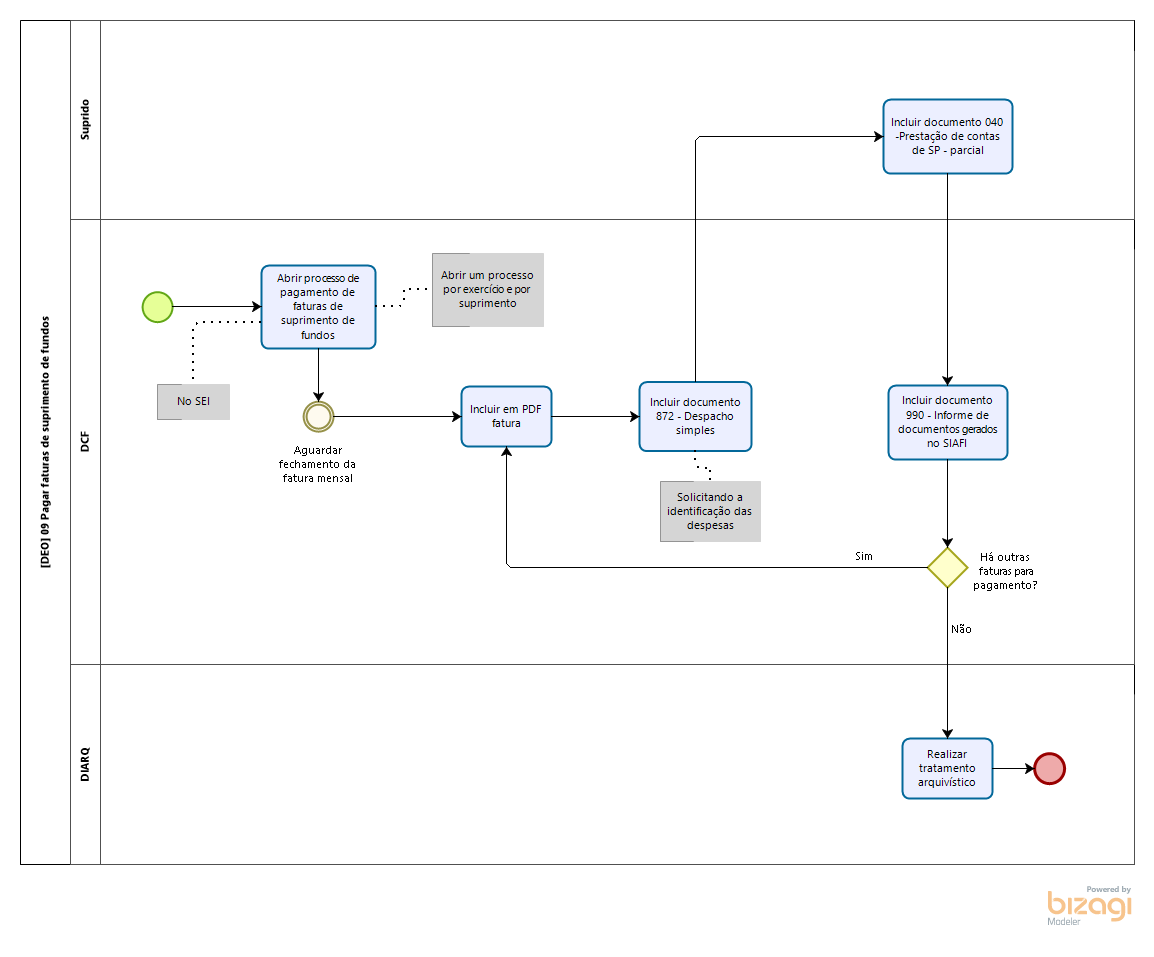 [DEO] 09 Pagar faturas de suprimento de fundos
Suprido
Incluir documento 040
-Prestação de contas
de SP - parcial
DCF
Abrir processo de
pagamento de
faturas de
suprimento de
fundos
Abrir um processo
por exercício e por
suprimento
No SEI
Aguardar
fechamento da
fatura mensal
Incluir em PDF
fatura
Incluir documento
872 - Despacho
simples
Solicitando a
identificação das
despesas
Incluir documento
990 - Informe de
documentos gerados
no SIAFI
Sim
Há outras
faturas para
pagamento?
Não
DIARQ
Realizar
tratamento
arquivístico
Powered by
bizagi
Modeler